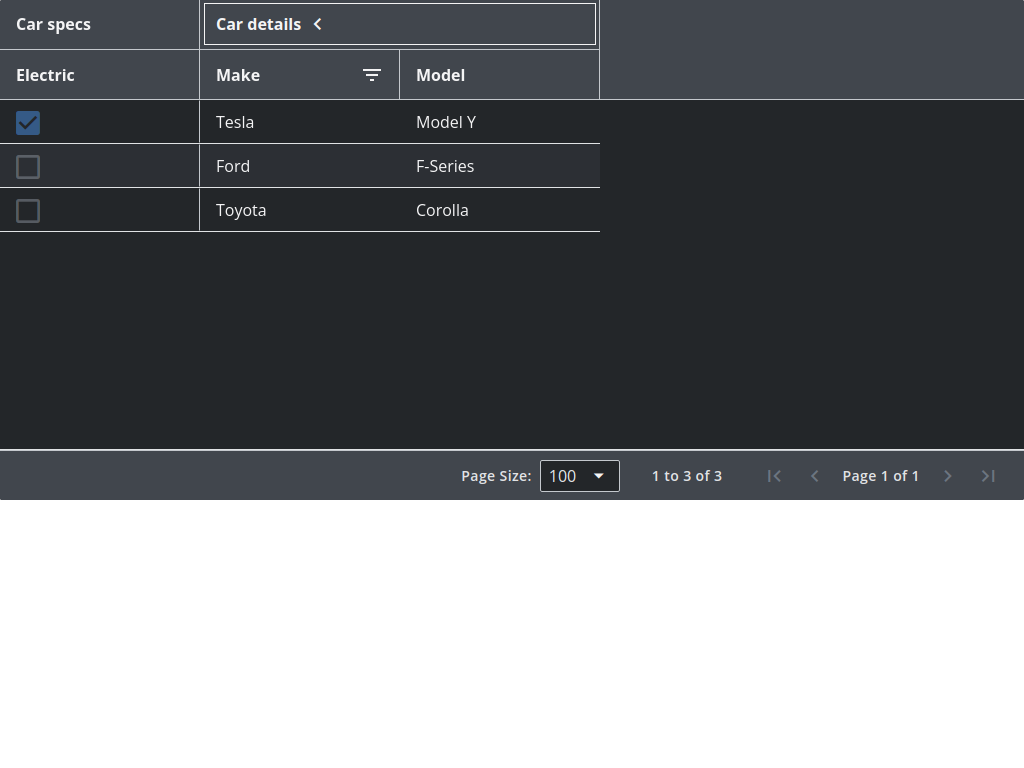 Car specs Car details
Electric Make Model
Tesla Model Y
Ford F-Series
Toyota Corolla
Page Size: 100 1 to 3 of 3 Page 1 of 1